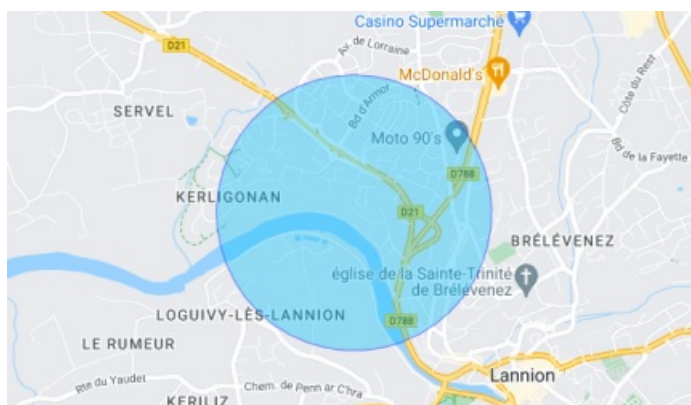 Casino Supermarché
D21
Av. de Lorraine
McDonald's
Côte du Rest
SERVEL
Bd d'Armor
Moto 90's
Bd de la Fayette
D788
KERLIGONAN
D21
BRÉLÉVENEZ
église de la Sainte-Trinité
de Brélévenez
LOGUIVY-LÈS-LANNION
D788
LE RUMEUR
Lannion
Rte du Yaudet
Chem. de Penn ar C'hra
KERILIZ